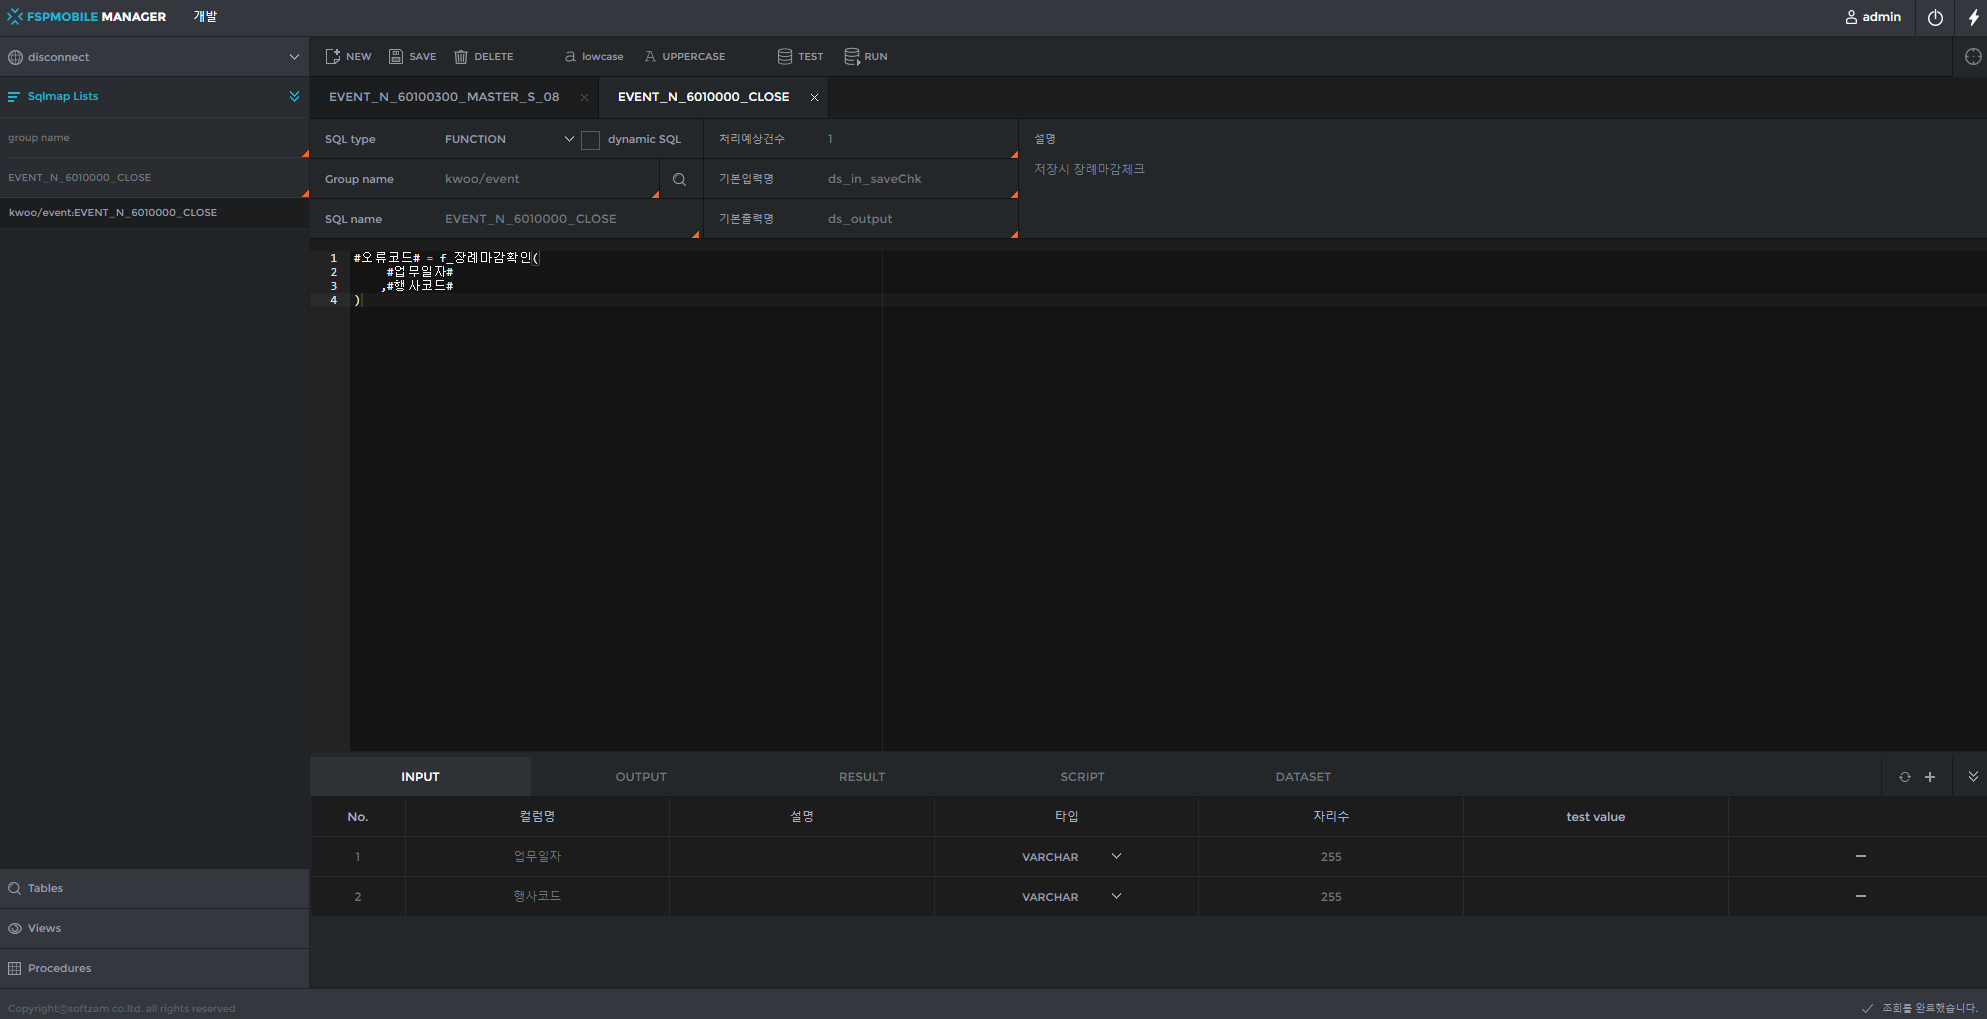 FSPMOBILE MANAGER
개발
admin
disconnect
NEW
SAVE
DELETE
lowcase
UPPERCASE
TEST
RUN
Sqlmap Lists
EVENT_N_60100300_MASTER_S_08
EVENT_N_6010000_CLOSE
group name
EVENT_N_6010000_CLOSE
kwoo/event:EVENT_N_6010000_CLOSE
SQL type
FUNCTION
dynamic SQL
처리예상건수
1
설명
저장시 장례마감체크
Group name
kwoo/event
기본입력명
ds_in_saveChk
SQL name
EVENT_N_6010000_CLOSE
기본출력명
ds_output
1 #오류코드# = f_장례마감확인(
2 #업무일자#
3 ,#행사코드#
4 )
INPUT
OUTPUT
RESULT
SCRIPT
DATASET
No. 컬럼명 설명 타입 자리수 test value
1 업무일자 VARCHAR 255
2 행사코드 VARCHAR 255
Tables
Views
Procedures
Copyrightⓒsoftzam co.ltd. all rights reserved
조회를 완료했습니다.